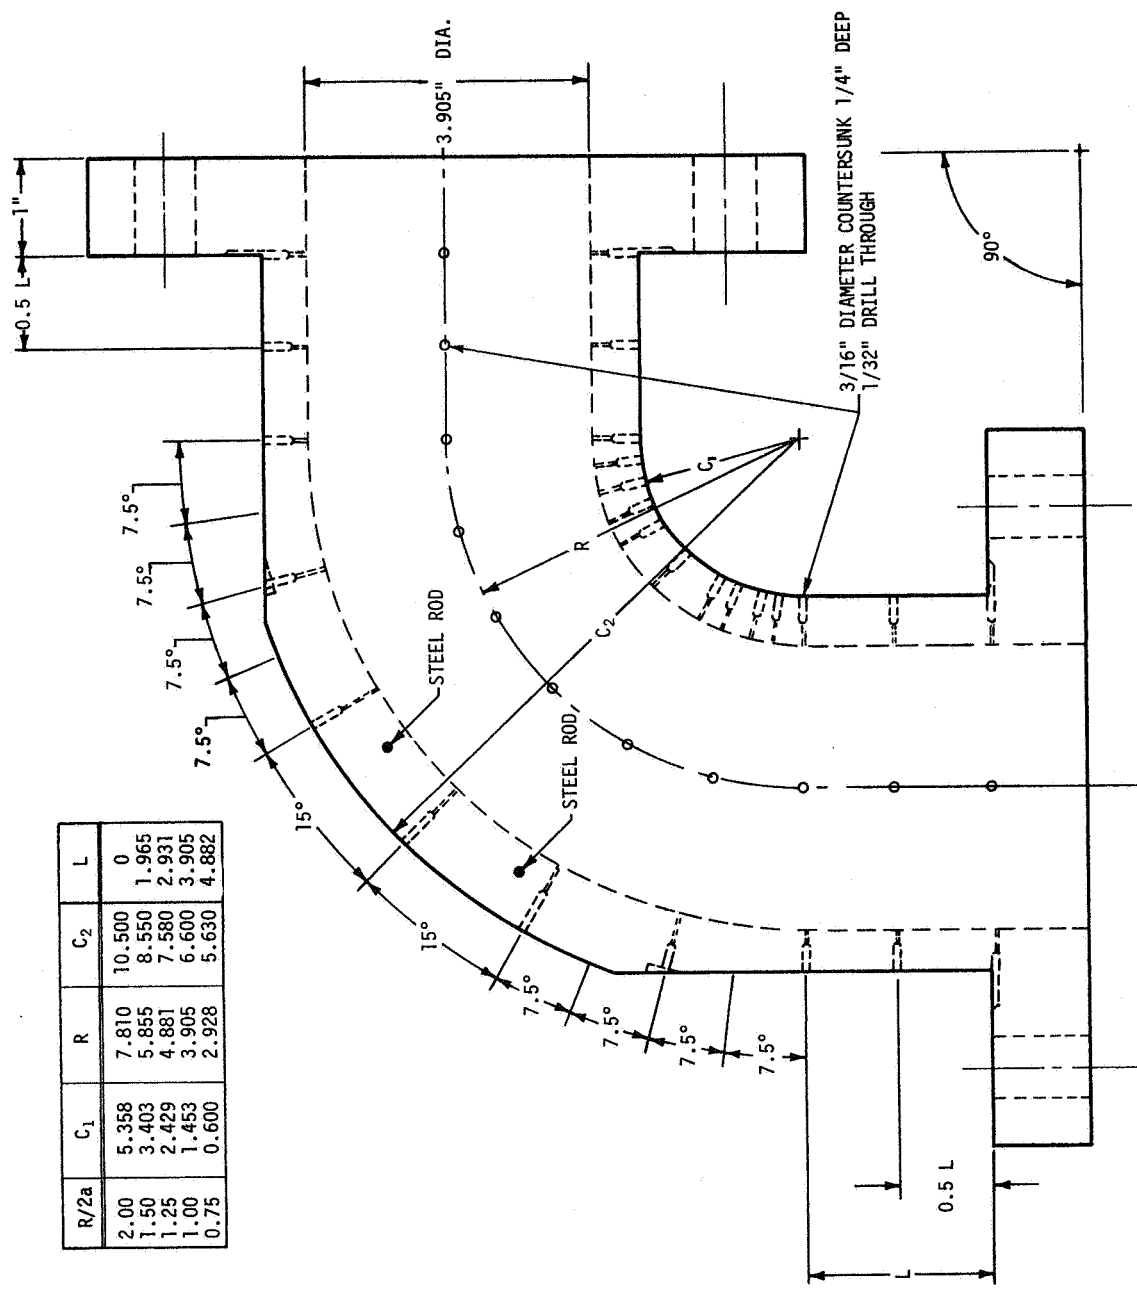 R/2a C₁ R C₂ L
2.00 5.358 7.810 10.500 0
1.50 3.403 5.855 8.550 1.965
1.25 2.429 4.881 7.580 2.931
1.00 1.453 3.905 6.600 3.905
0.75 0.600 2.928 5.630 4.882
0.5 L
1"
3.905" DIA.
7.5°
7.5°
7.5°
7.5°
15°
15°
7.5°
7.5°
7.5°
7.5°
STEEL ROD
STEEL ROD
C₁
R
C₂
3/16" DIAMETER COUNTERSUNK 1/4" DEEP
1/32" DRILL THROUGH
90°
0.5 L
L